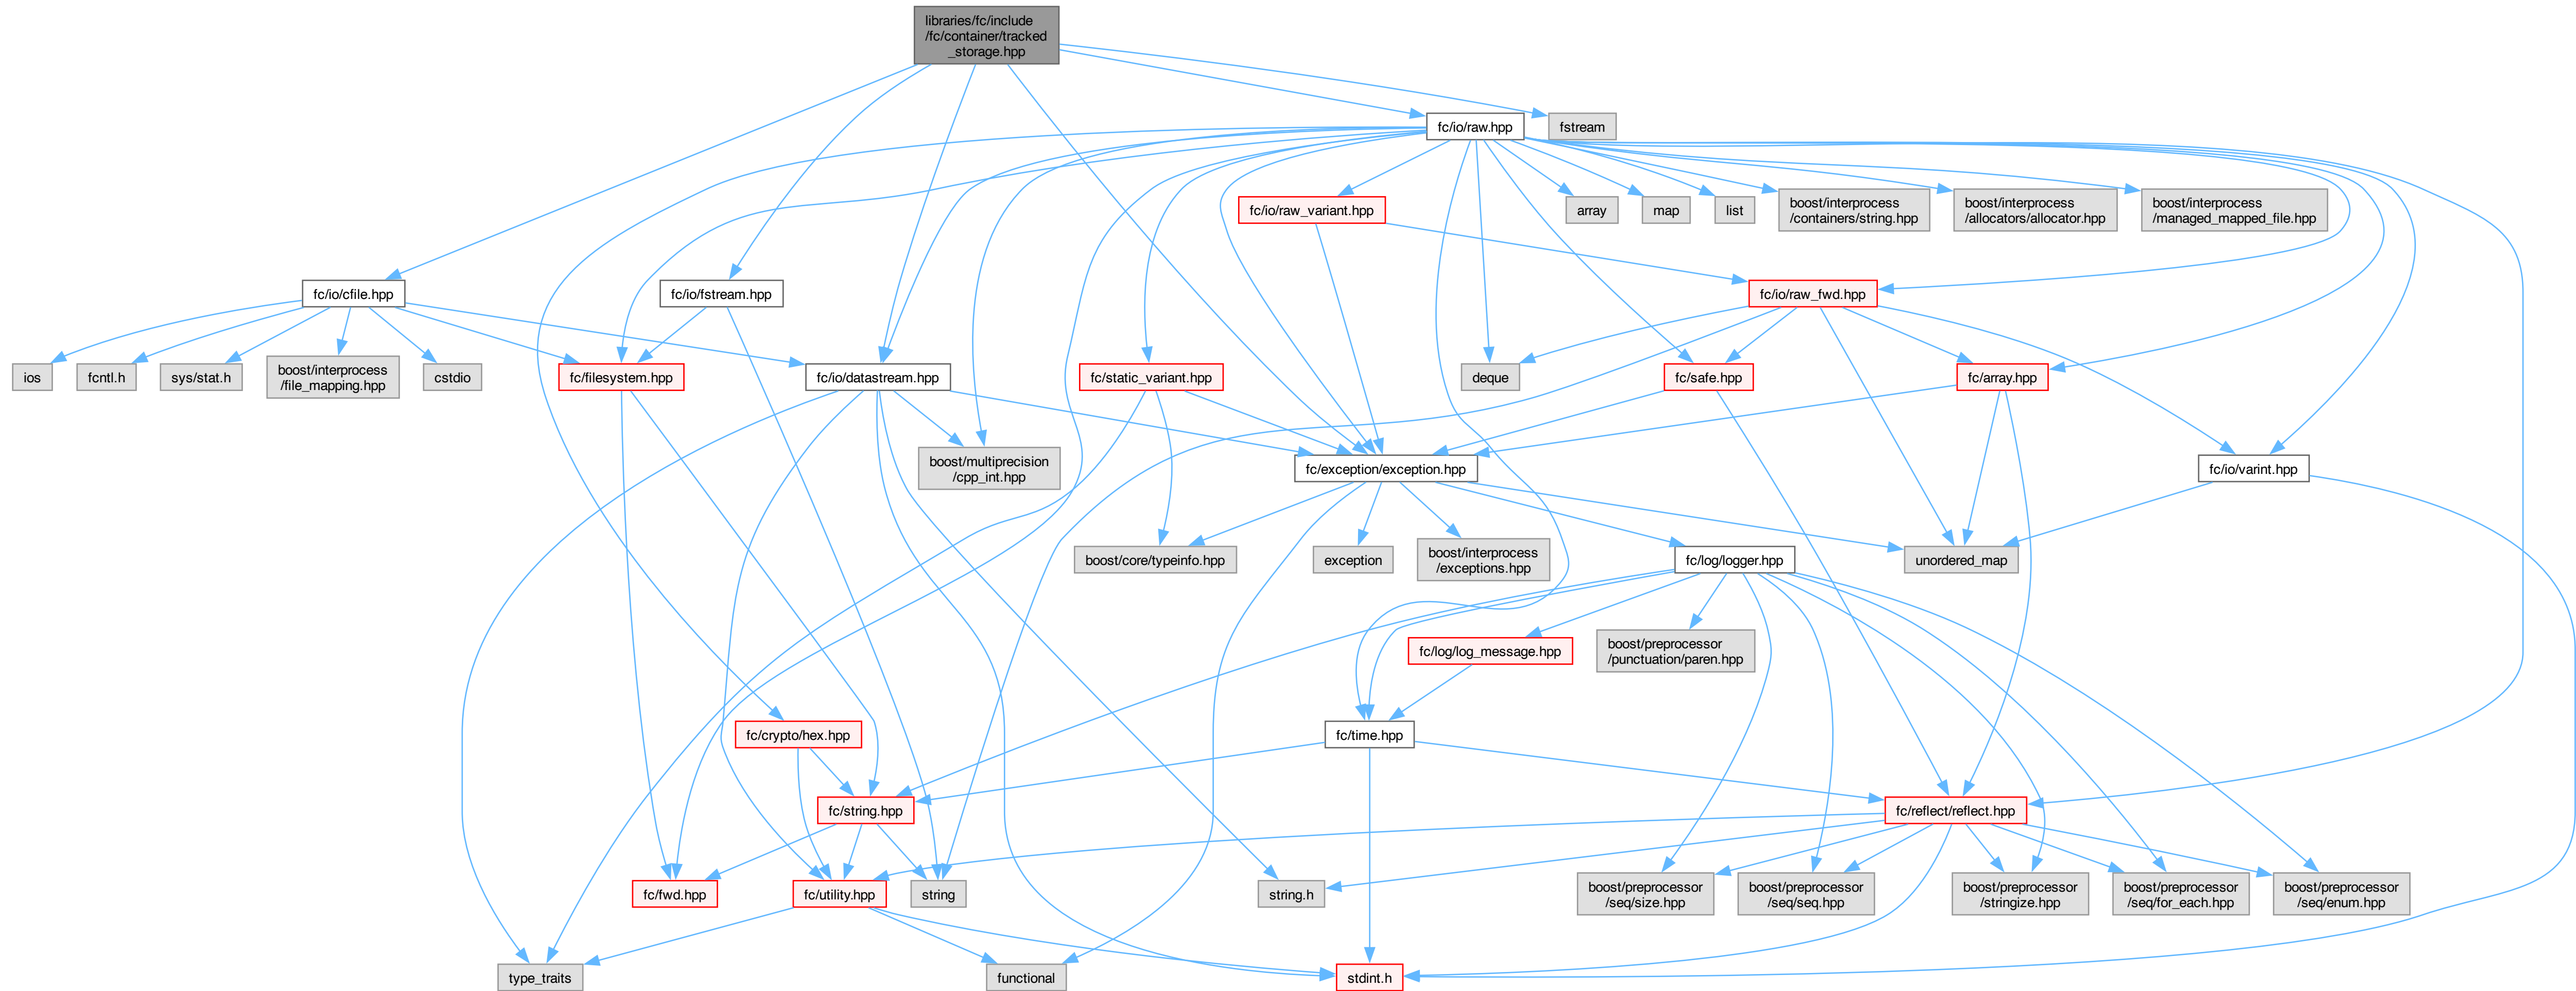 libraries/fc/include
/fc/container/tracked
_storage.hpp
fc/io/raw.hpp
fstream
fc/io/raw_variant.hpp
array
map
list
boost/interprocess
/containers/string.hpp
boost/interprocess
/allocators/allocator.hpp
boost/interprocess
/managed_mapped_file.hpp
fc/io/cfile.hpp
fc/io/fstream.hpp
fc/io/raw_fwd.hpp
ios
fcntl.h
sys/stat.h
boost/interprocess
/file_mapping.hpp
cstdio
fc/filesystem.hpp
fc/io/datastream.hpp
fc/static_variant.hpp
deque
fc/safe.hpp
fc/array.hpp
boost/multiprecision
/cpp_int.hpp
fc/exception/exception.hpp
fc/io/varint.hpp
boost/core/typeinfo.hpp
exception
boost/interprocess
/exceptions.hpp
fc/log/logger.hpp
unordered_map
fc/log/log_message.hpp
boost/preprocessor
/punctuation/paren.hpp
fc/crypto/hex.hpp
fc/time.hpp
fc/string.hpp
fc/reflect/reflect.hpp
fc/fwd.hpp
fc/utility.hpp
string
string.h
boost/preprocessor
/seq/size.hpp
boost/preprocessor
/seq/seq.hpp
boost/preprocessor
/stringize.hpp
boost/preprocessor
/seq/for_each.hpp
boost/preprocessor
/seq/enum.hpp
type_traits
functional
stdint.h